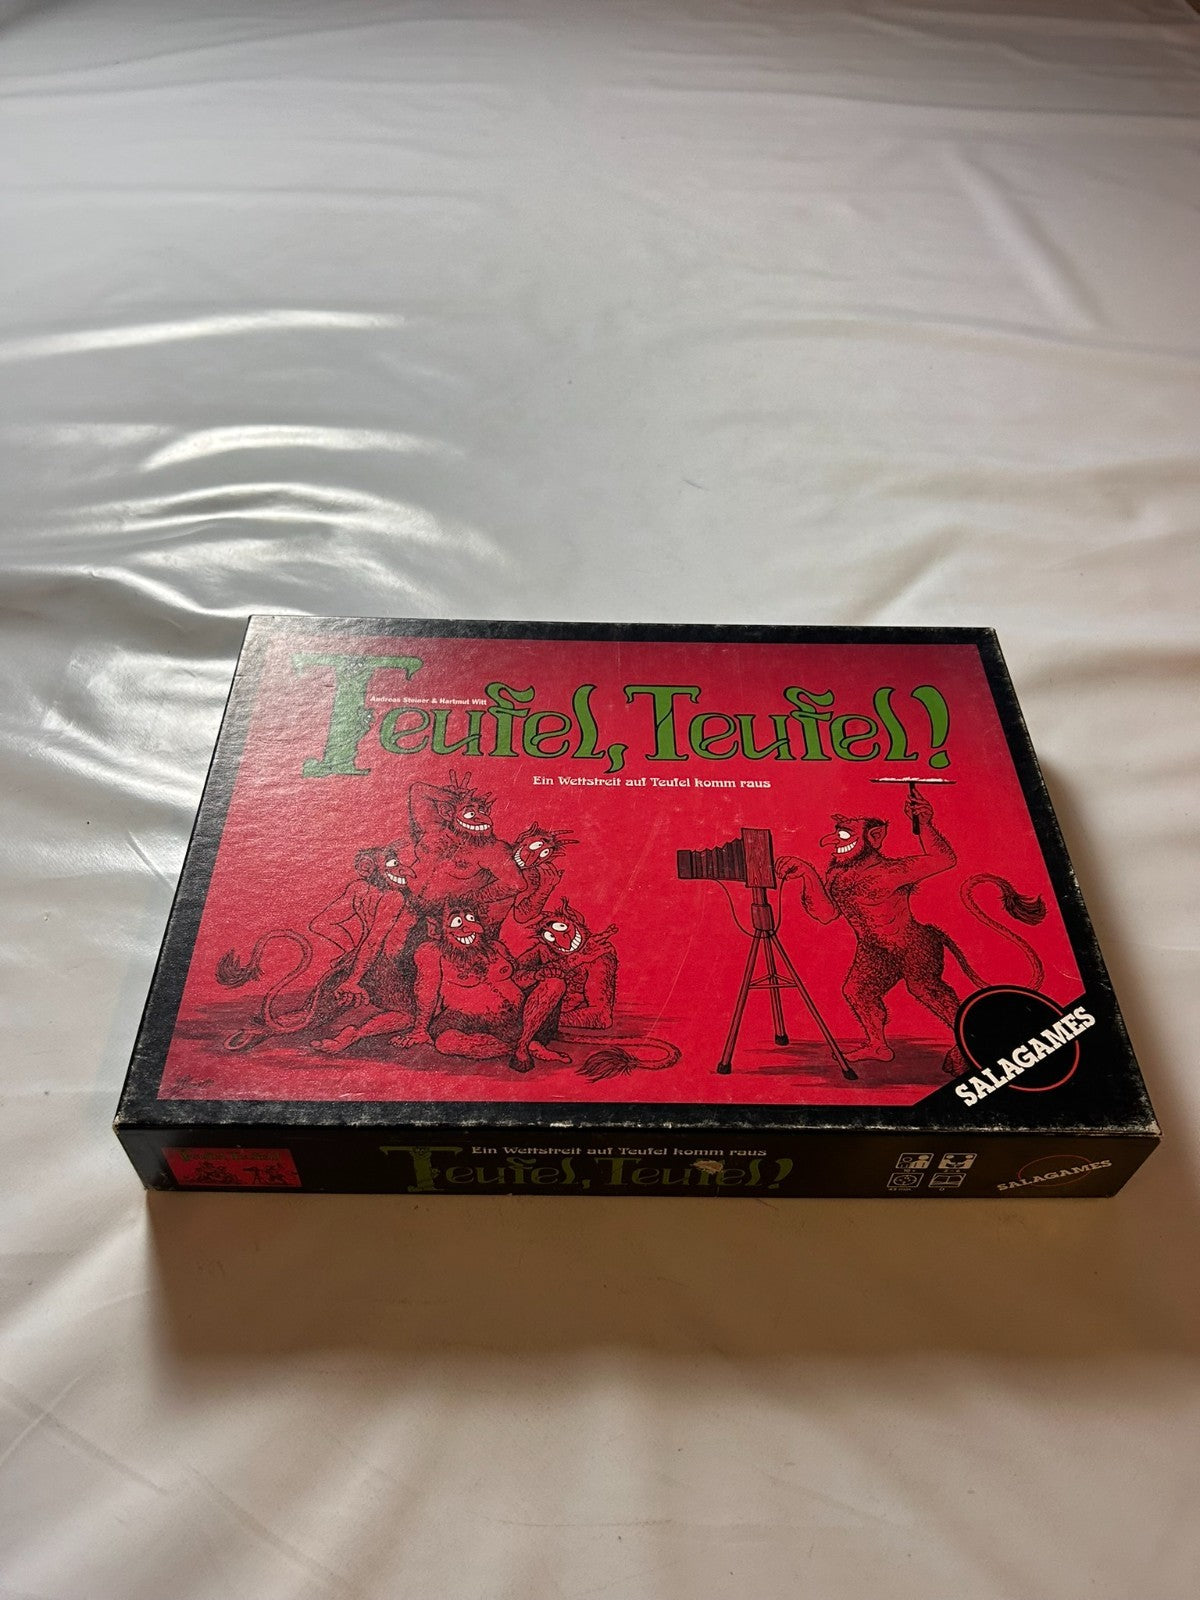 Andreas Steiner & Hartmut Witt
Teufel, Teufel!
Ein Wettstreit auf Teufel komm raus
SALAGAMES
Ein Wettstreit auf Teufel komm raus
Teufel, Teufel!
SALAGAMES